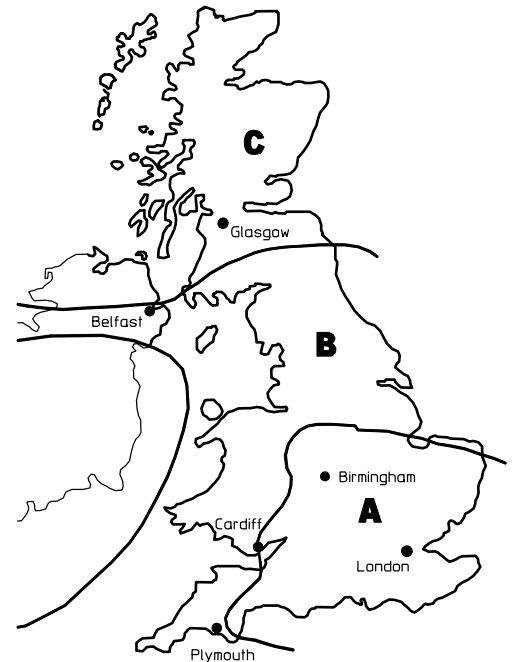 C
Glasgow
Belfast
B
Birmingham
A
Cardiff
London
Plymouth